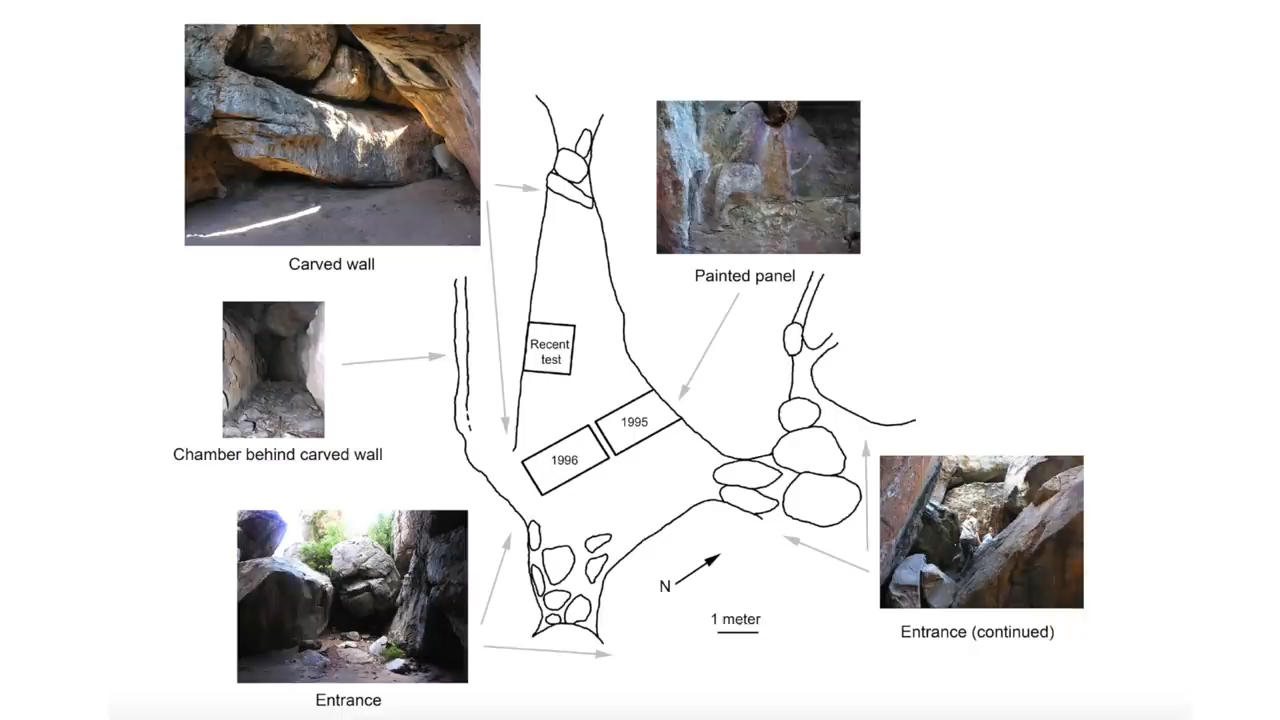 Carved wall
Painted panel
Recent
test
1995
1996
Chamber behind carved wall
N
1 meter
Entrance (continued)
Entrance